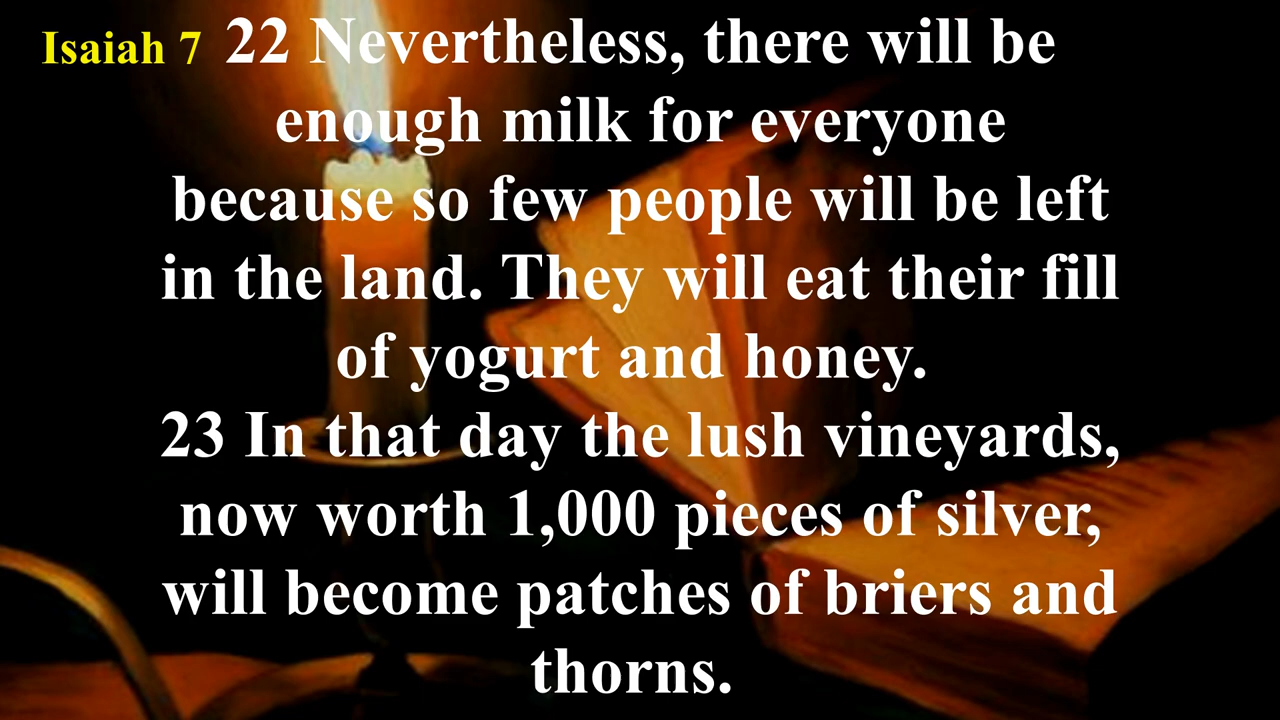 Isaiah 7 22 Nevertheless, there will be
enough milk for everyone
because so few people will be left
in the land. They will eat their fill
of yogurt and honey.
23 In that day the lush vineyards,
now worth 1,000 pieces of silver,
will become patches of briers and
thorns.